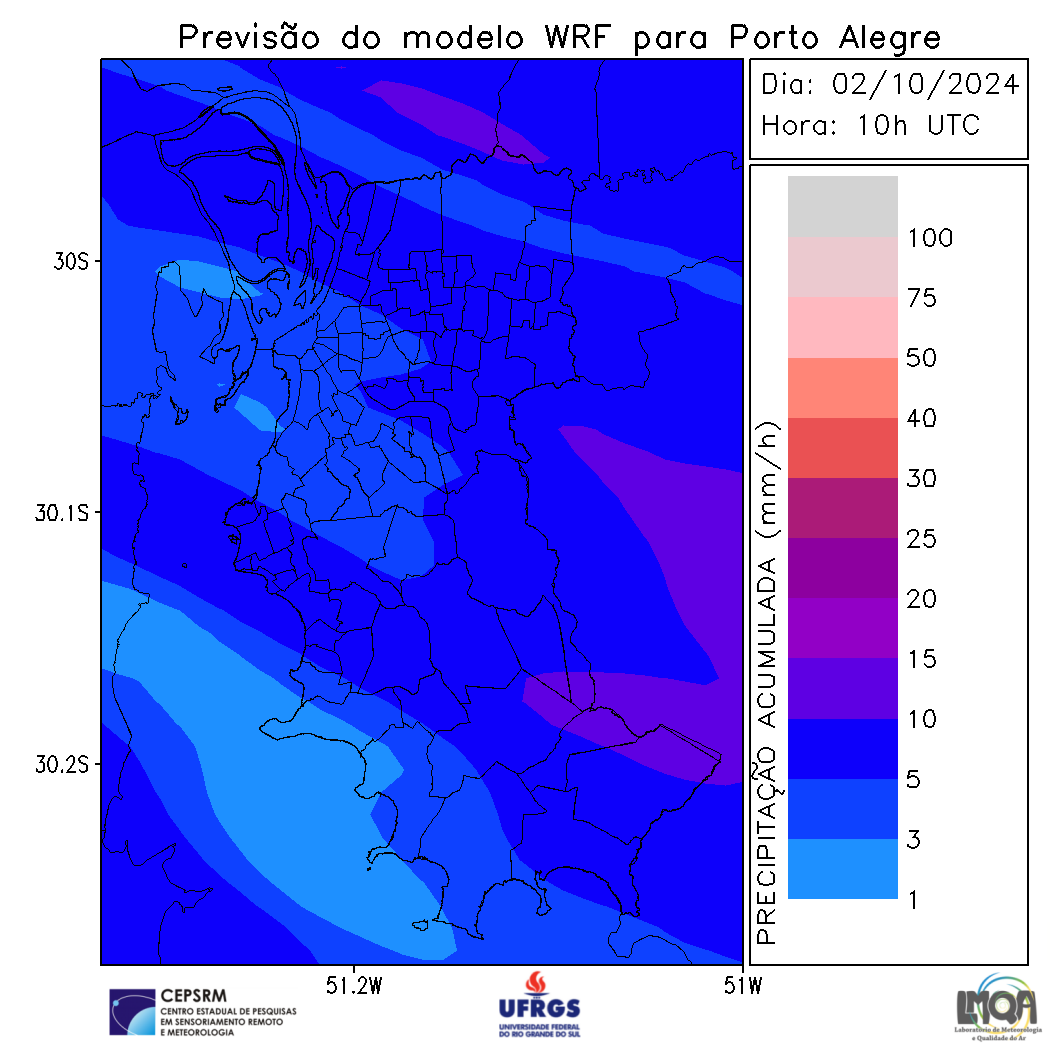 Previsão do modelo WRF para Porto Alegre
Dia: 02/10/2024
Hora: 10h UTC
30S
30.1S
30.2S
51.2W
51W
PRECIPITAÇÃO ACUMULADA (mm/h)
100
75
50
40
30
25
20
15
10
5
3
1
CEPSRM
CENTRO ESTADUAL DE PESQUISAS
EM SENSORIAMENTO REMOTO
E METEOROLOGIA
UFRGS
UNIVERSIDADE FEDERAL
DO RIO GRANDE DO SUL
LMQA
Laboratório de Meteorologia
e Qualidade do Ar